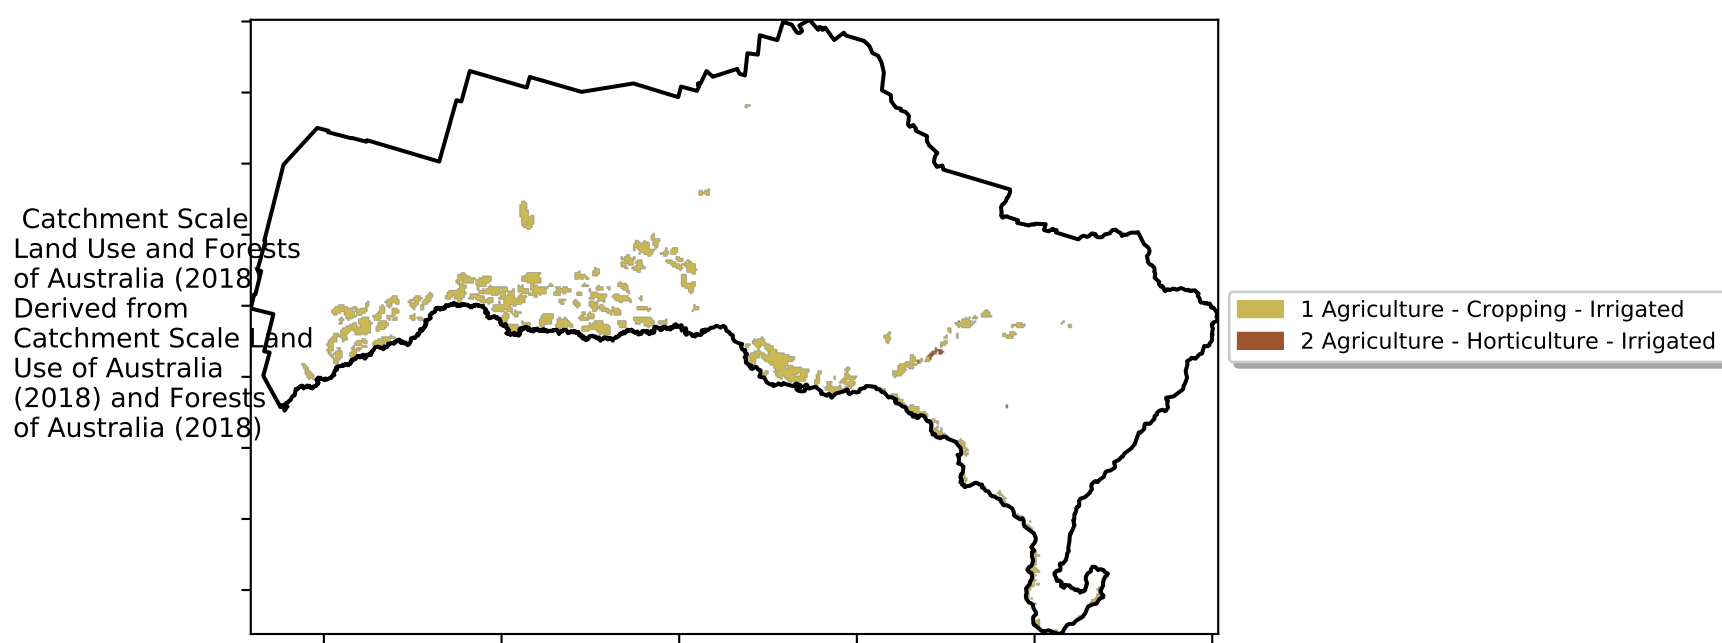 Catchment Scale
Land Use and Forests
of Australia (2018)
Derived from
Catchment Scale Land
Use of Australia
(2018) and Forests
of Australia (2018)
1 Agriculture - Cropping - Irrigated
2 Agriculture - Horticulture - Irrigated